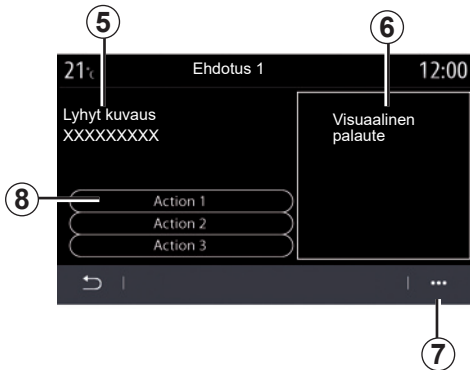 5
6
21°C
Ehdotus 1
12:00
Lyhyt kuvaus
XXXXXXXXX
Visuaalinen
palaute
8
Action 1
Action 2
Action 3
7